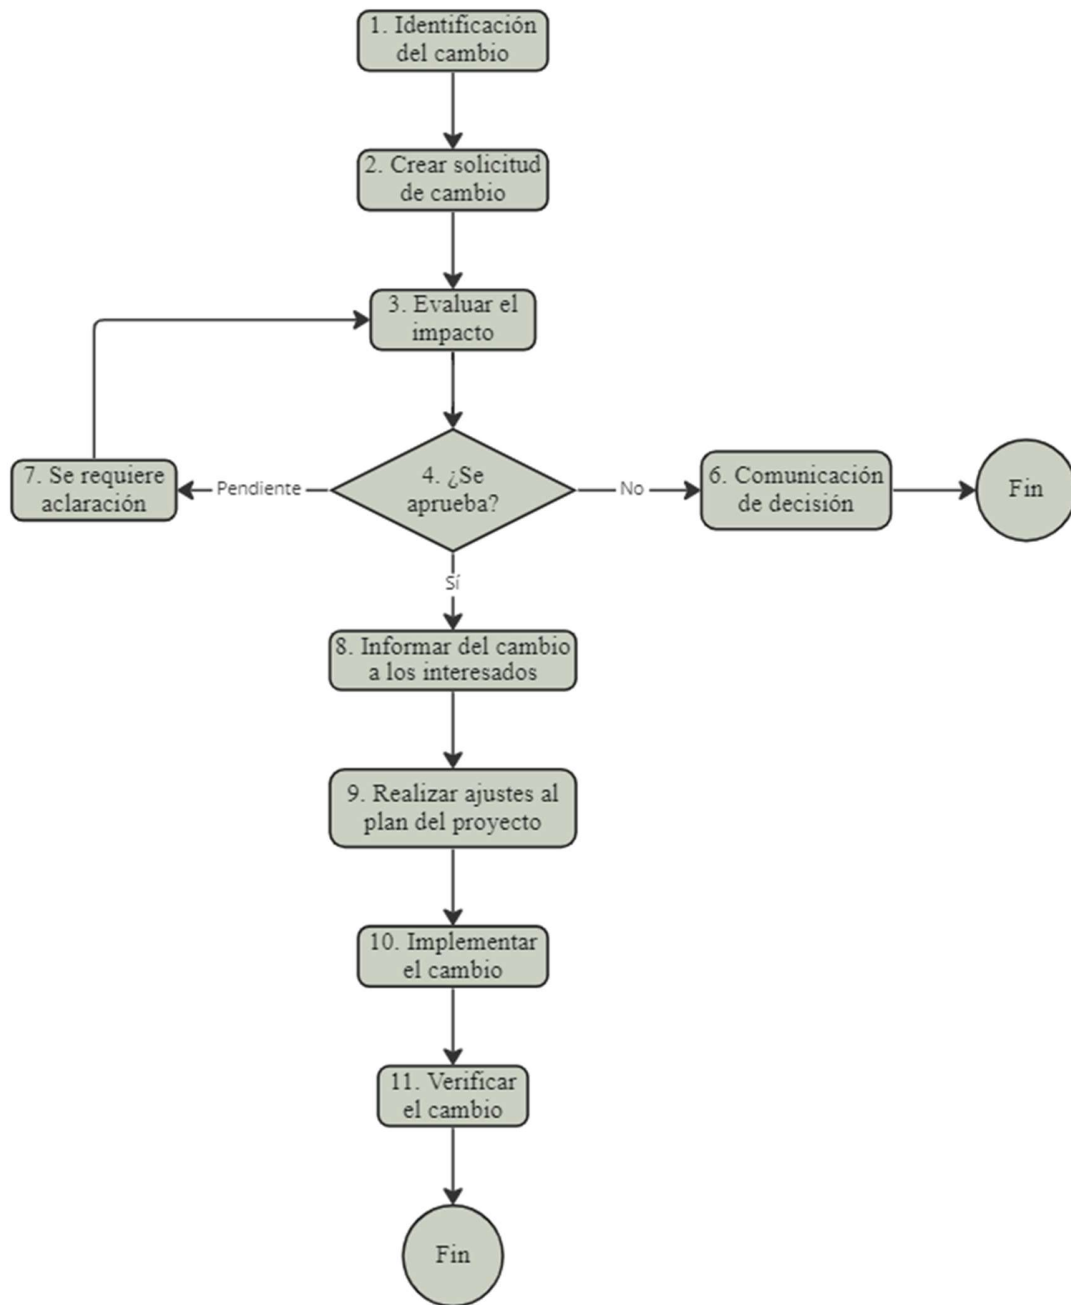 1. Identificación
del cambio
2. Crear solicitud
de cambio
3. Evaluar el
impacto
7. Se requiere
aclaración
Pendiente
4. ¿Se
aprueba?
No
6. Comunicación
de decisión
Fin
Sí
8. Informar del cambio
a los interesados
9. Realizar ajustes al
plan del proyecto
10. Implementar
el cambio
11. Verificar
el cambio
Fin